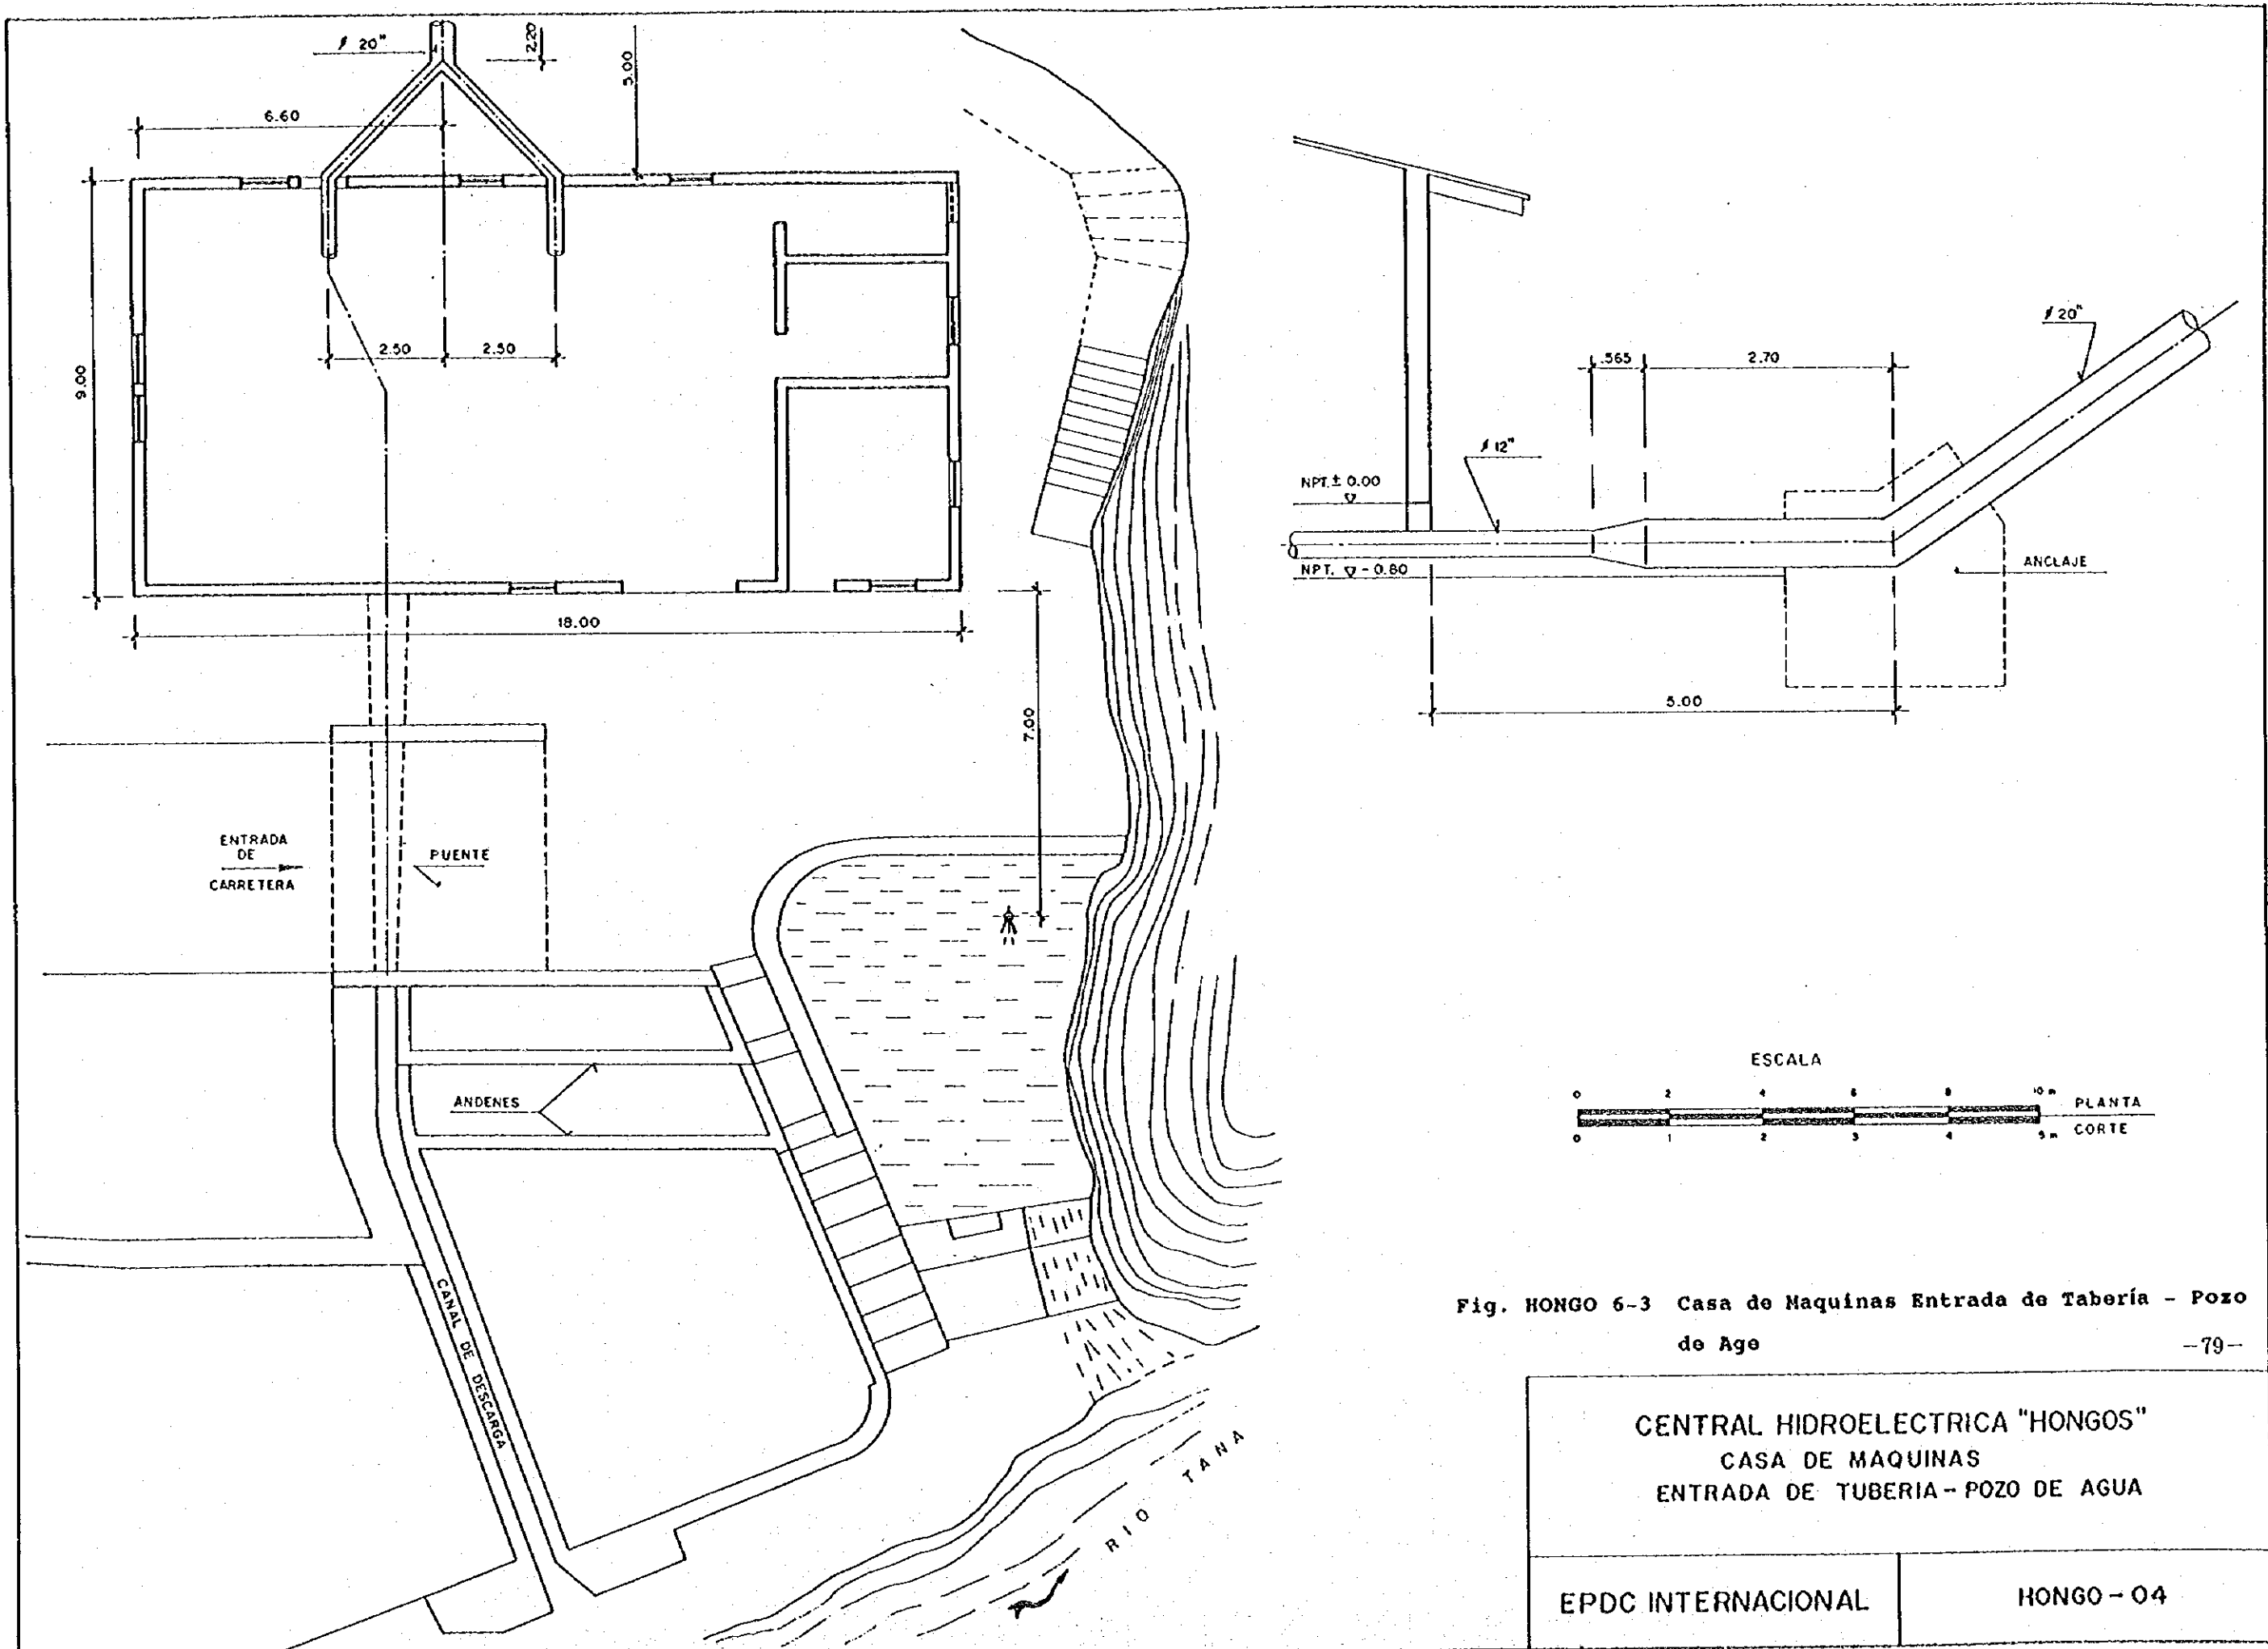 ø 20"
2.20
5.00
6.60
9.00
2.50
2.50
18.00
7.00
ENTRADA
DE
CARRETERA
PUENTE
ANDENES
CANAL DE DESCARGA
RIO TANA
ø 20"
.565
2.70
ø 12"
NPT. ± 0.00
NPT. - 0.80
ANCLAJE
5.00
ESCALA
0 2 4 6 8 10 m
PLANTA
CORTE
0 1 2 3 4 5 m
Fig. HONGO 6-3 Casa de Maquinas Entrada de Tabería - Pozo
de Age
-79-
CENTRAL HIDROELECTRICA "HONGOS"
CASA DE MAQUINAS
ENTRADA DE TUBERIA - POZO DE AGUA
EPDC INTERNACIONAL
HONGO - 04